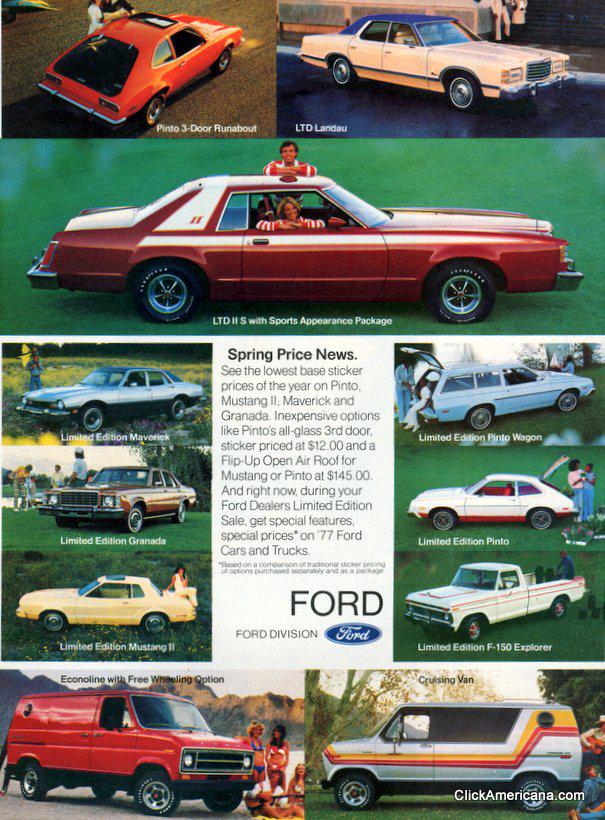 Pinto 3-Door Runabout
LTD Landau
II
LTD II S with Sports Appearance Package
Limited Edition Maverick
Limited Edition Granada
Limited Edition Mustang II
Spring Price News.
See the lowest base sticker
prices of the year on Pinto,
Mustang II, Maverick and
Granada. Inexpensive options
like Pinto's all-glass 3rd door,
sticker priced at $12.00 and a
Flip-Up Open Air Roof for
Mustang or Pinto at $145.00.
And right now, during your
Ford Dealers Limited Edition
Sale, get special features,
special prices* on '77 Ford
Cars and Trucks.
*Based on a comparison of traditional sticker pricing
of options purchased separately and as a package.
FORD
FORD DIVISION Ford
Limited Edition Pinto Wagon
Limited Edition Pinto
Limited Edition F-150 Explorer
Econoline with Free Wheeling Option
Cruising Van
ClickAmericana.com